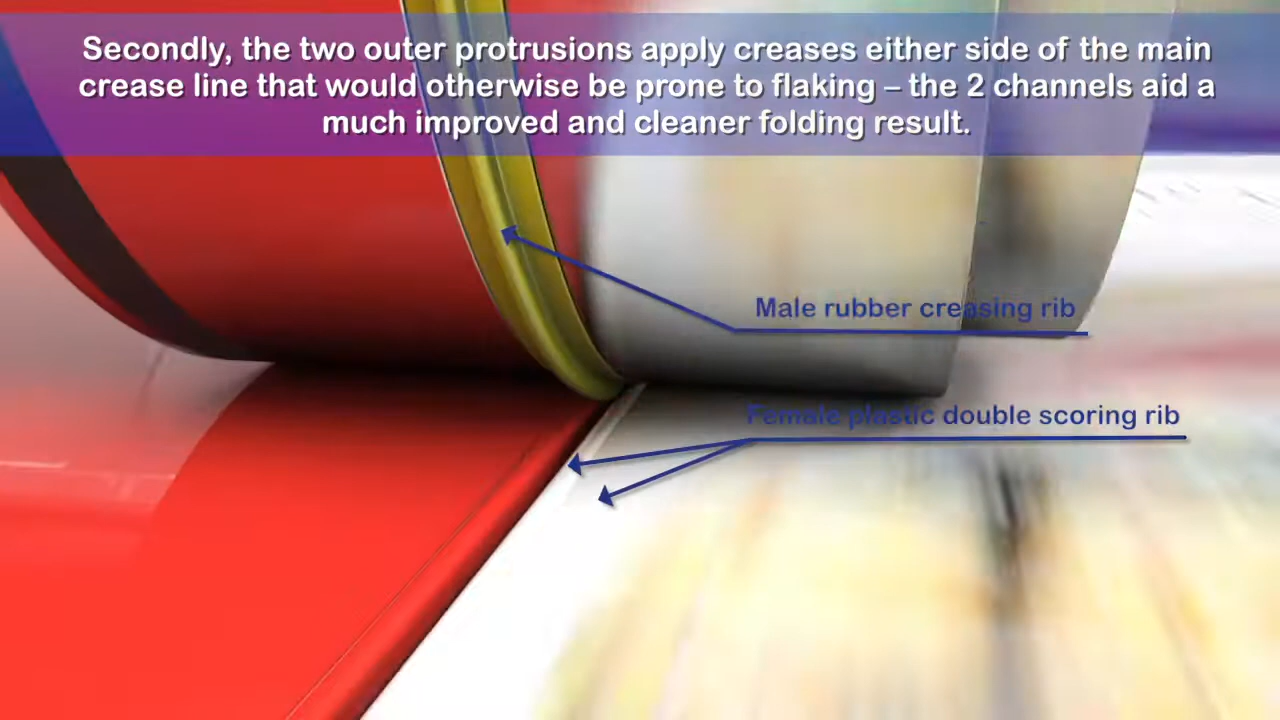 Secondly, the two outer protrusions apply creases either side of the main
crease line that would otherwise be prone to flaking – the 2 channels aid a
much improved and cleaner folding result.
Male rubber creasing rib
Female plastic double scoring rib